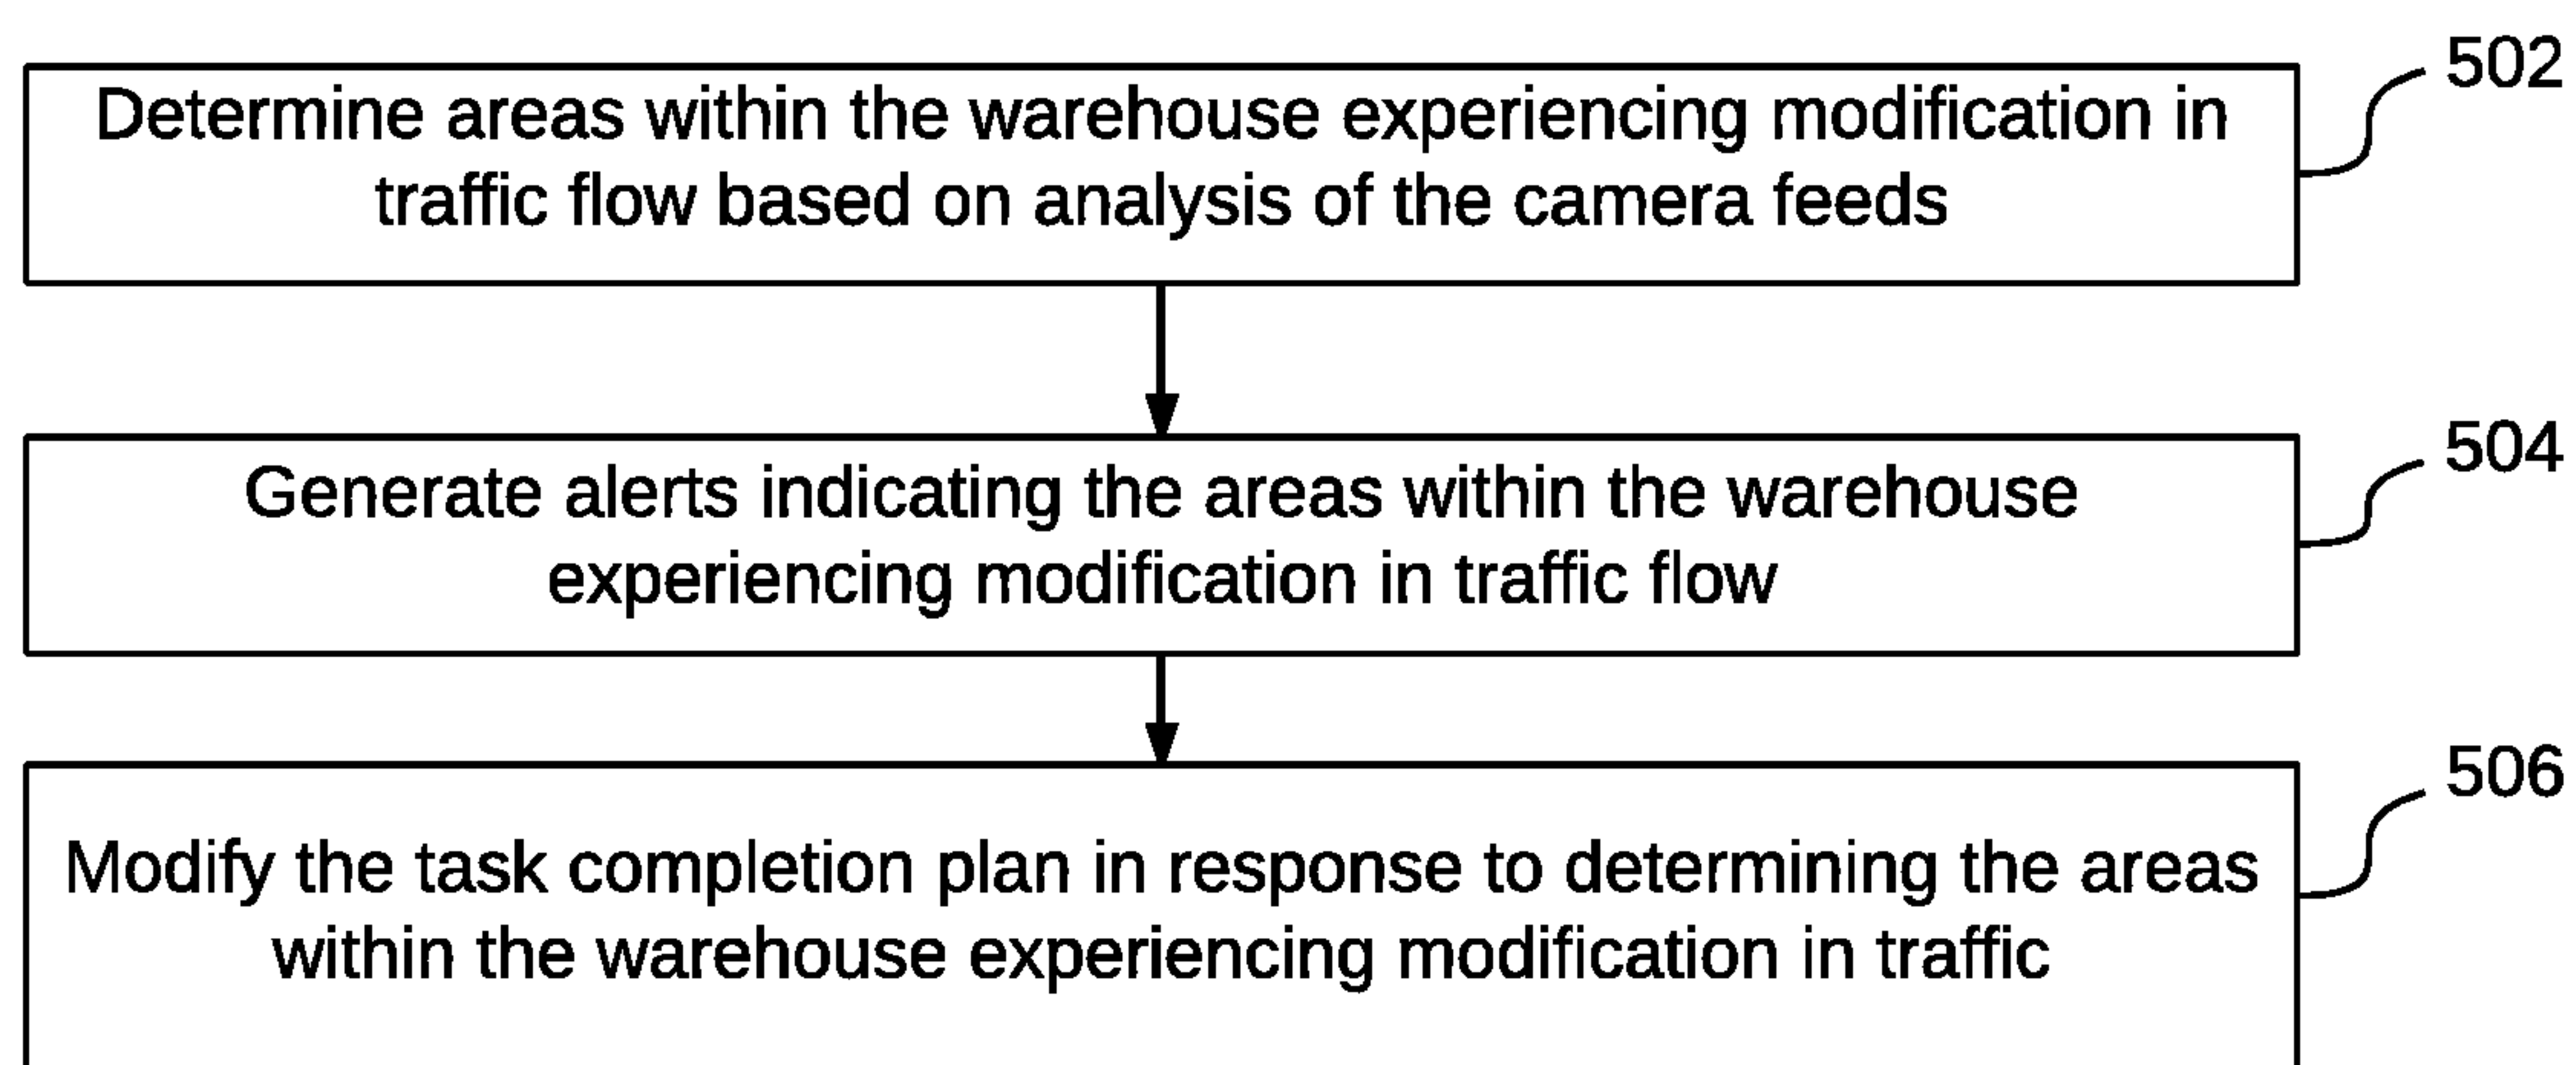 502
Determine areas within the warehouse experiencing modification in
traffic flow based on analysis of the camera feeds
504
Generate alerts indicating the areas within the warehouse
experiencing modification in traffic flow
506
Modify the task completion plan in response to determining the areas
within the warehouse experiencing modification in traffic